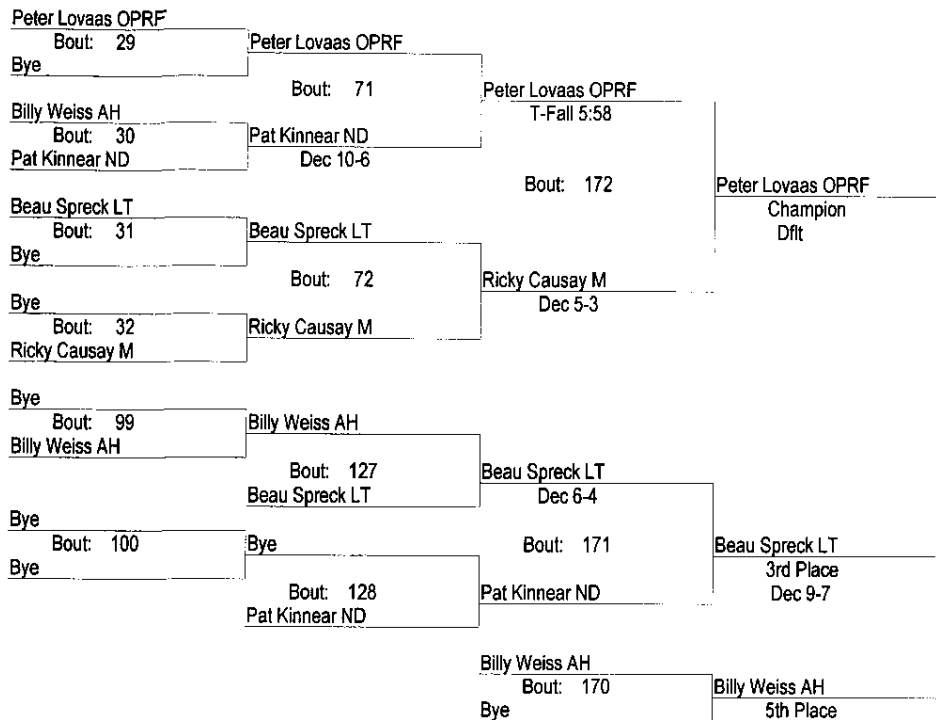 Peter Lovaas OPRF
Bout: 29
Bye
Peter Lovaas OPRF
Bout: 71
Billy Weiss AH
Bout: 30
Pat Kinnear ND
Pat Kinnear ND
Dec 10-6
Peter Lovaas OPRF
T-Fall 5:58
Bout: 172
Beau Spreck LT
Bout: 31
Bye
Beau Spreck LT
Bout: 72
Bye
Bout: 32
Ricky Causay M
Ricky Causay M
Ricky Causay M
Dec 5-3
Peter Lovaas OPRF
Champion
Dflt
Bye
Bout: 99
Billy Weiss AH
Billy Weiss AH
Bout: 127
Beau Spreck LT
Beau Spreck LT
Dec 6-4
Bye
Bout: 100
Bye
Bye
Bout: 128
Pat Kinnear ND
Bout: 171
Pat Kinnear ND
Beau Spreck LT
3rd Place
Dec 9-7
Billy Weiss AH
Bout: 170
Bye
Billy Weiss AH
5th Place